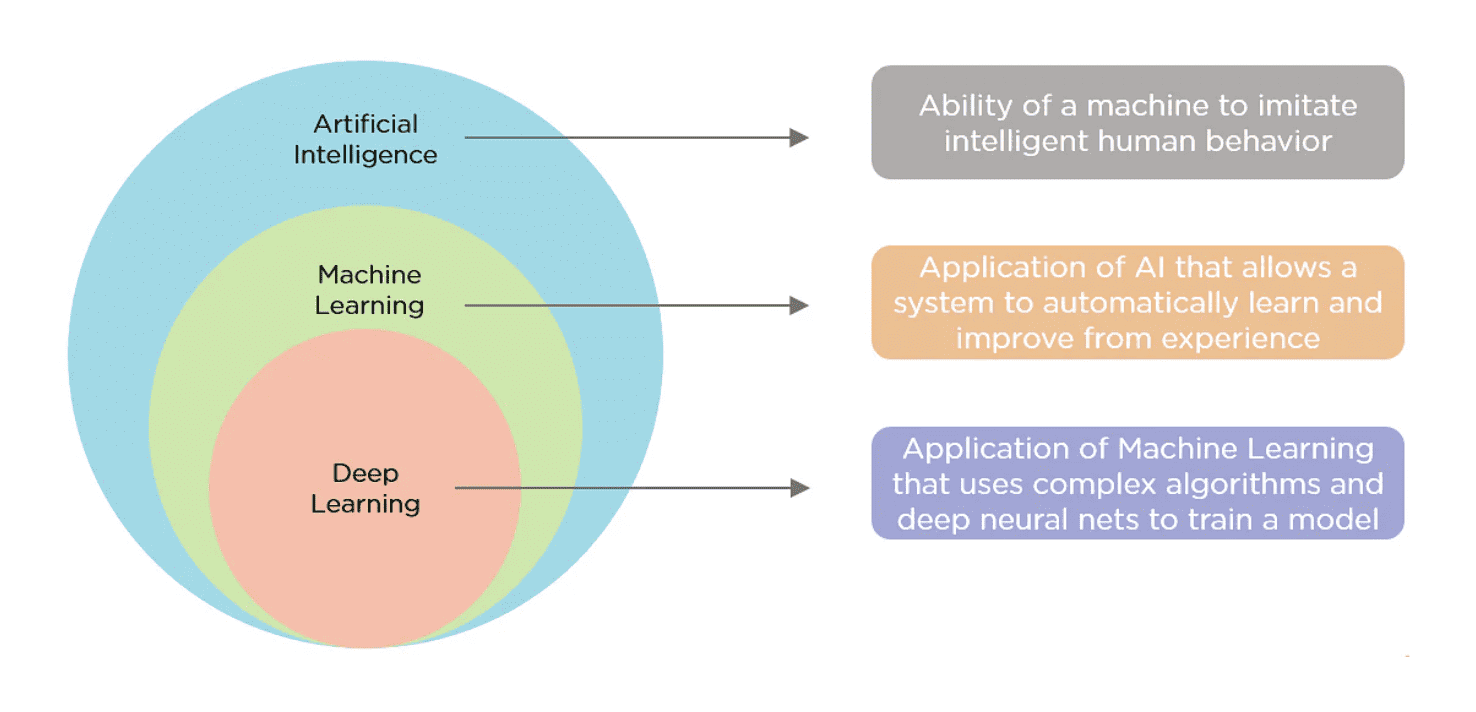 Artificial
Intelligence
Ability of a machine to imitate
intelligent human behavior
Machine
Learning
Application of AI that allows a
system to automatically learn and
improve from experience
Deep
Learning
Application of Machine Learning
that uses complex algorithms and
deep neural nets to train a model